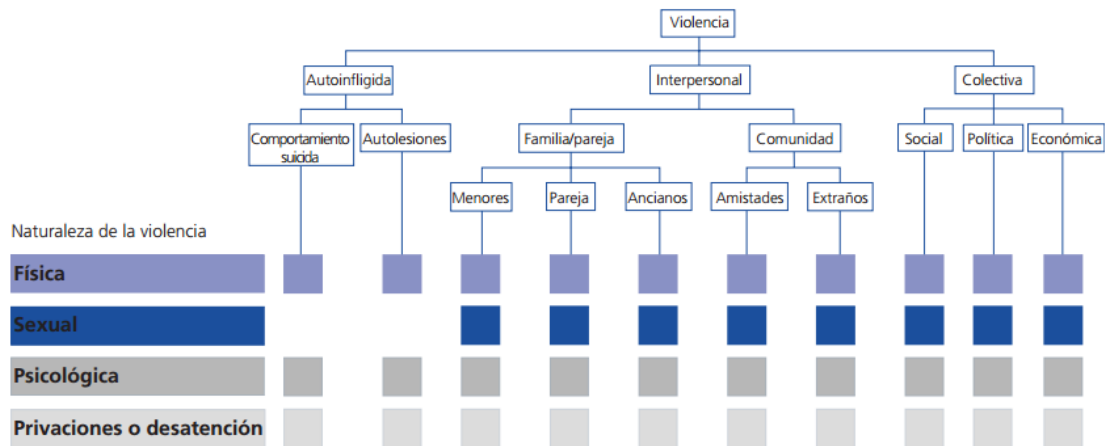 Violencia
Autoinfligida
Interpersonal
Colectiva
Comportamiento
suicida
Autolesiones
Familia/pareja
Comunidad
Social
Política
Económica
Menores
Pareja
Ancianos
Amistades
Extraños
Naturaleza de la violencia
Física
Sexual
Psicológica
Privaciones o desatención